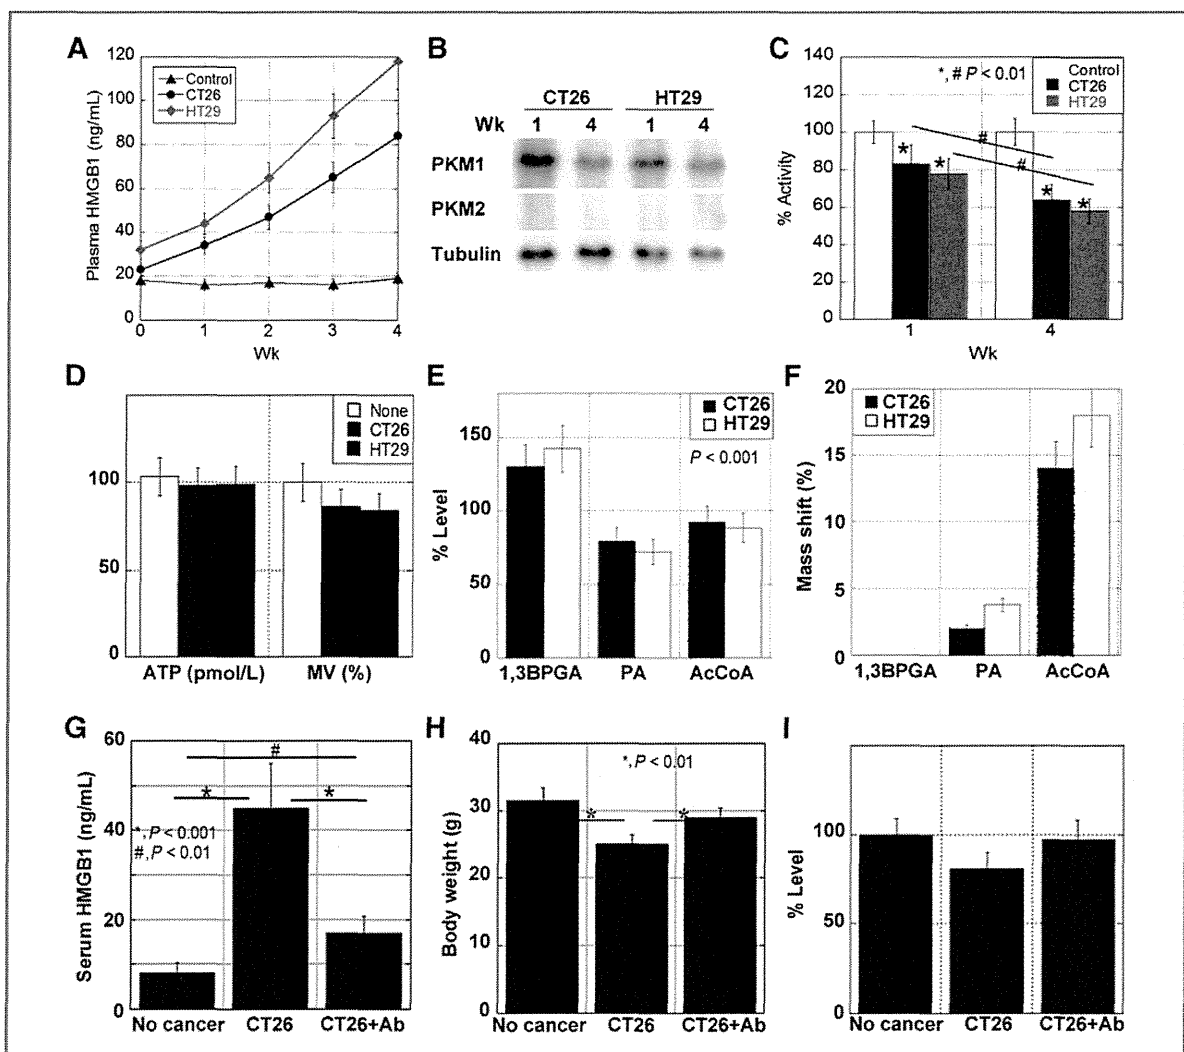 A
Plasma HMGB1 (ng/mL)
120
100
80
60
40
20
0
Control
CT26
HT29
0 1 2 3 4
Wk
B
CT26 HT29
Wk 1 4 1 4
PKM1
PKM2
Tubulin
C
% Activity
140
120
100
80
60
40
20
0
*, # P < 0.01
Control
CT26
HT29
#
* *
#
* *
1 4
Wk
D
100
50
0
None
CT26
HT29
ATP (pmol/L) MV (%)
E
% Level
150
100
50
0
CT26
HT29
P < 0.001
1,3BPGA PA AcCoA
F
Mass shift (%)
20
15
10
5
0
CT26
HT29
1,3BPGA PA AcCoA
G
Serum HMGB1 (ng/mL)
60
40
20
0
#
* *
*, P < 0.001
#, P < 0.01
No cancer CT26 CT26+Ab
H
Body weight (g)
40
30
20
10
0
*, P < 0.01
* *
No cancer CT26 CT26+Ab
I
% Level
100
50
0
No cancer CT26 CT26+Ab